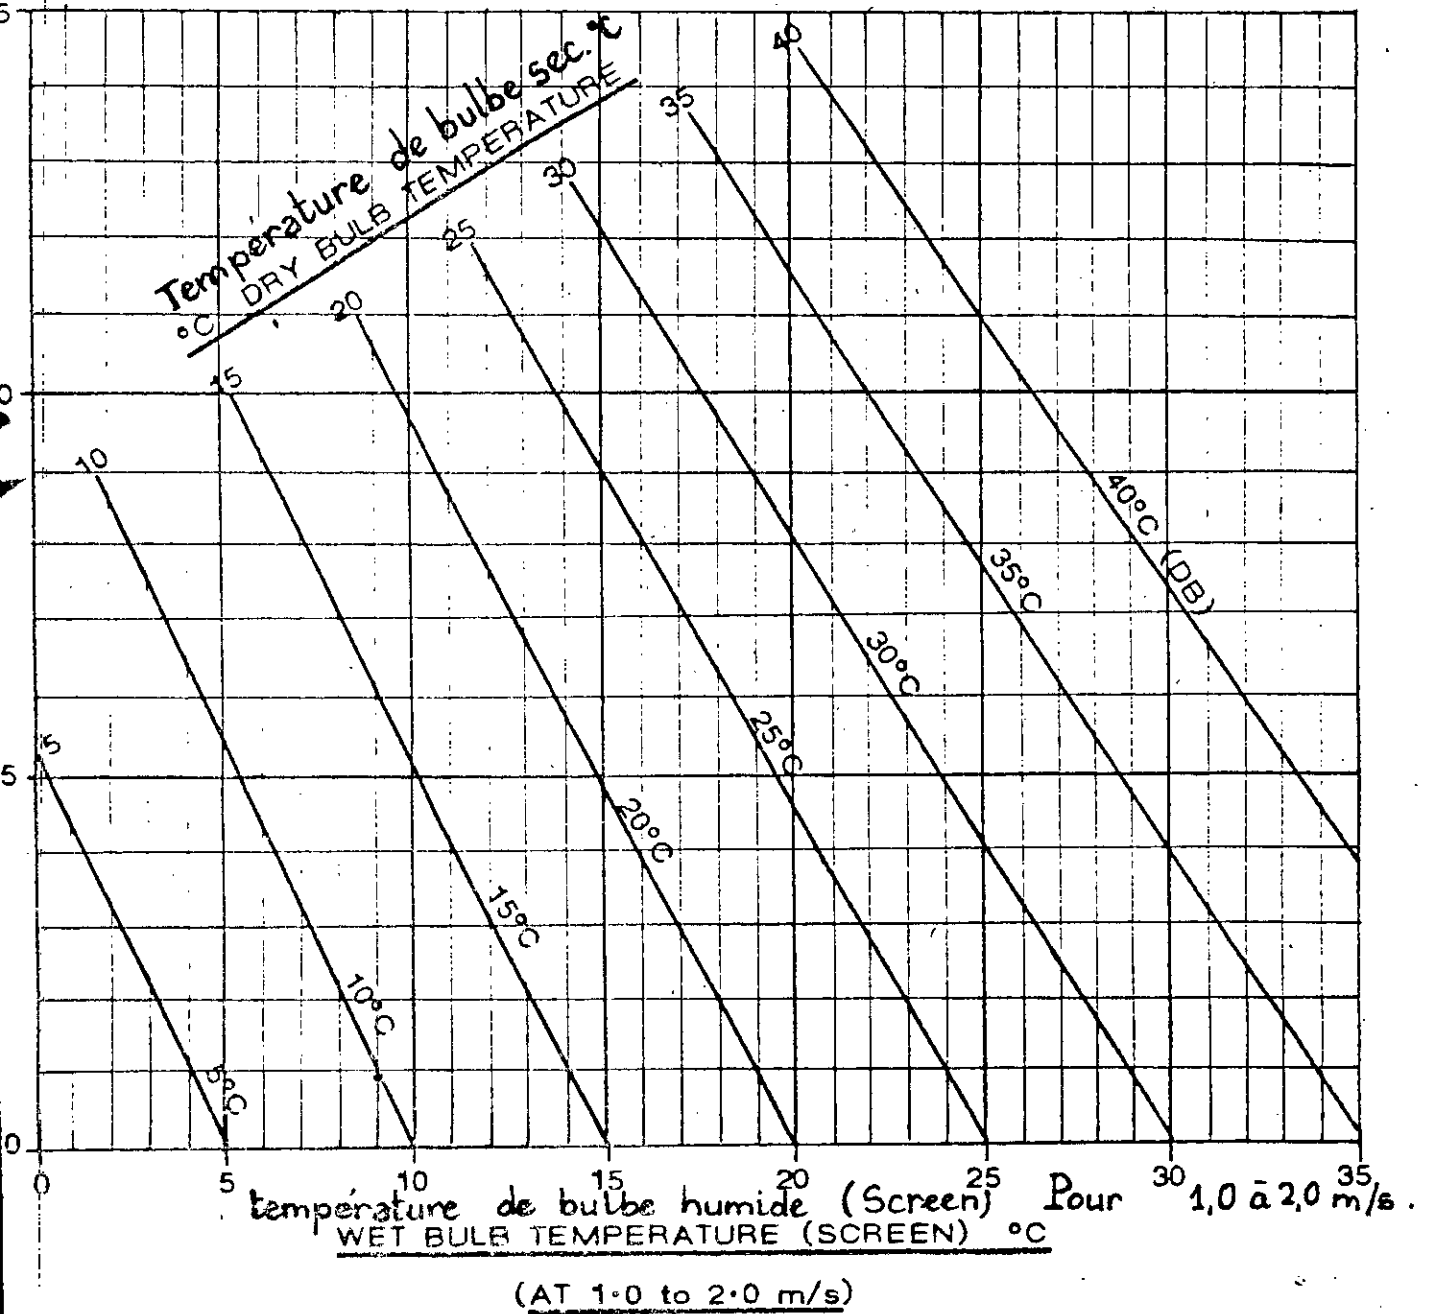 5
Température de bulbe sec. °C
°C DRY BULB TEMPERATURE
40
35
30
25
20
15
0
10
40°C (DB)
35°C
30°C
25°C
5
5
20°C
15°C
10°C
5°C
0
0 5 10 15 20 25 30 35
température de bulbe humide (Screen) Pour 1,0 à 2,0 m/s.
WET BULB TEMPERATURE (SCREEN) °C
(AT 1·0 to 2·0 m/s)